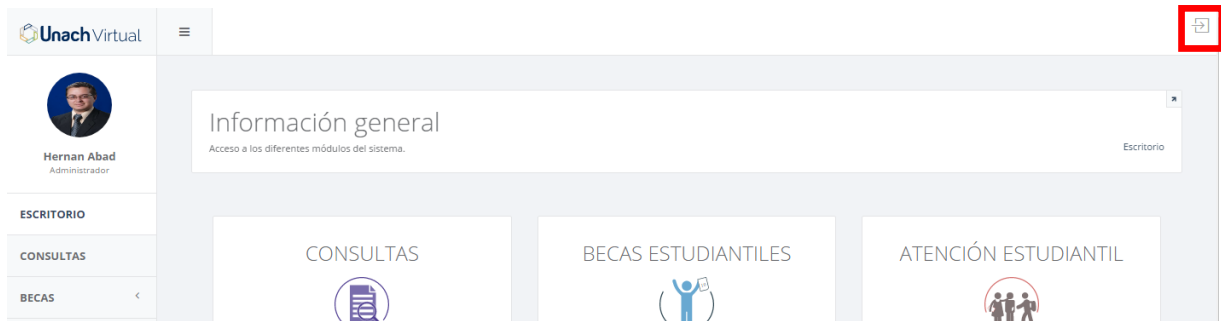 Unach Virtual
Hernan Abad
Administrador
ESCRITORIO
CONSULTAS
BECAS
Información general
Acceso a los diferentes módulos del sistema.
Escritorio
CONSULTAS
BECAS ESTUDIANTILES
ATENCIÓN ESTUDIANTIL